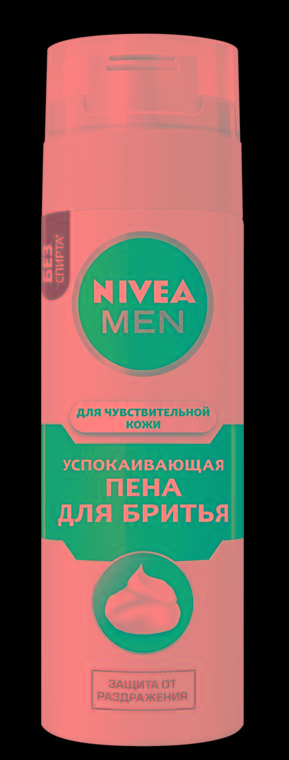 БЕЗ
СПИРТА*
NIVEA
MEN
ДЛЯ ЧУВСТВИТЕЛЬНОЙ
КОЖИ
УСПОКАИВАЮЩАЯ
ПЕНА
ДЛЯ БРИТЬЯ
ЗАЩИТА ОТ
РАЗДРАЖЕНИЯ